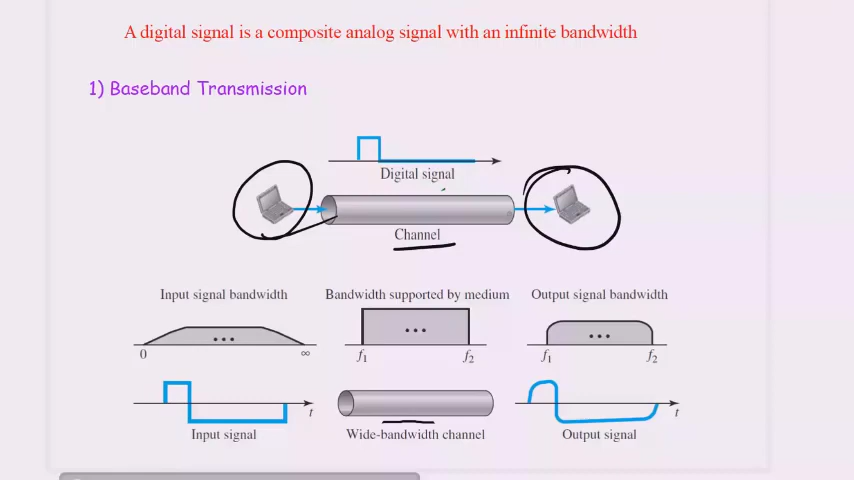 A digital signal is a composite analog signal with an infinite bandwidth
1) Baseband Transmission
Digital signal
Channel
Input signal bandwidth Bandwidth supported by medium Output signal bandwidth
... ... ...
0 ∞ f1 f2 f1 f2
t t
Input signal Wide-bandwidth channel Output signal